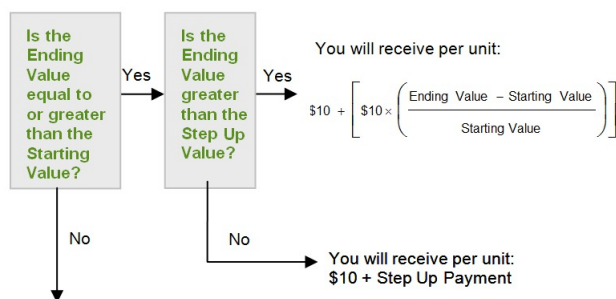 Is the
Ending
Value
equal to
or greater
than the
Starting
Value?
Yes
Is the
Ending
Value
greater
than the
Step Up
Value?
Yes
You will receive per unit:
$10 + [ $10 × ( Ending Value – Starting Value
Starting Value ) ]
No
No
You will receive per unit:
$10 + Step Up Payment